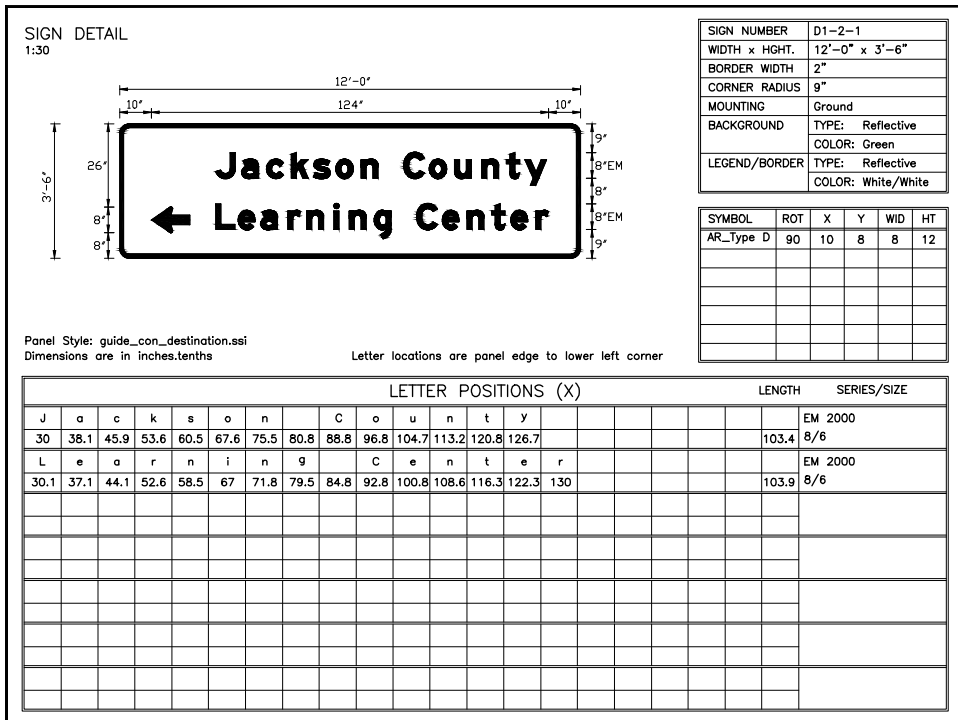 SIGN DETAIL
1:30
12'-0"
10" 124" 10"
3'-6"
26"
8"
8"
9"
8"EM
8"
8"EM
9"
Jackson County
← Learning Center
Panel Style: guide_con_destination.ssi
Dimensions are in inches.tenths
Letter locations are panel edge to lower left corner
SIGN NUMBER D1-2-1
WIDTH x HGHT. 12'-0" x 3'-6"
BORDER WIDTH 2"
CORNER RADIUS 9"
MOUNTING Ground
BACKGROUND TYPE: Reflective
COLOR: Green
LEGEND/BORDER TYPE: Reflective
COLOR: White/White
SYMBOL ROT X Y WID HT
AR_Type D 90 10 8 8 12
LETTER POSITIONS (X) LENGTH SERIES/SIZE
J a c k s o n C o u n t y EM 2000
30 38.1 45.9 53.6 60.5 67.6 75.5 80.8 88.8 96.8 104.7 113.2 120.8 126.7 103.4 8/6
L e a r n i n g C e n t e r EM 2000
30.1 37.1 44.1 52.6 58.5 67 71.8 79.5 84.8 92.8 100.8 108.6 116.3 122.3 130 103.9 8/6